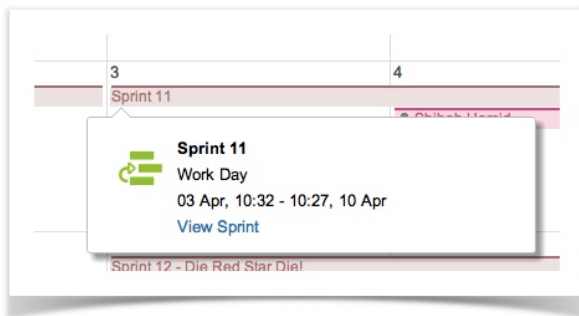 3
4
Sprint 11
Sprint 11
Work Day
03 Apr, 10:32 - 10:27, 10 Apr
View Sprint
Sprint 12 - Die Red Star Die!